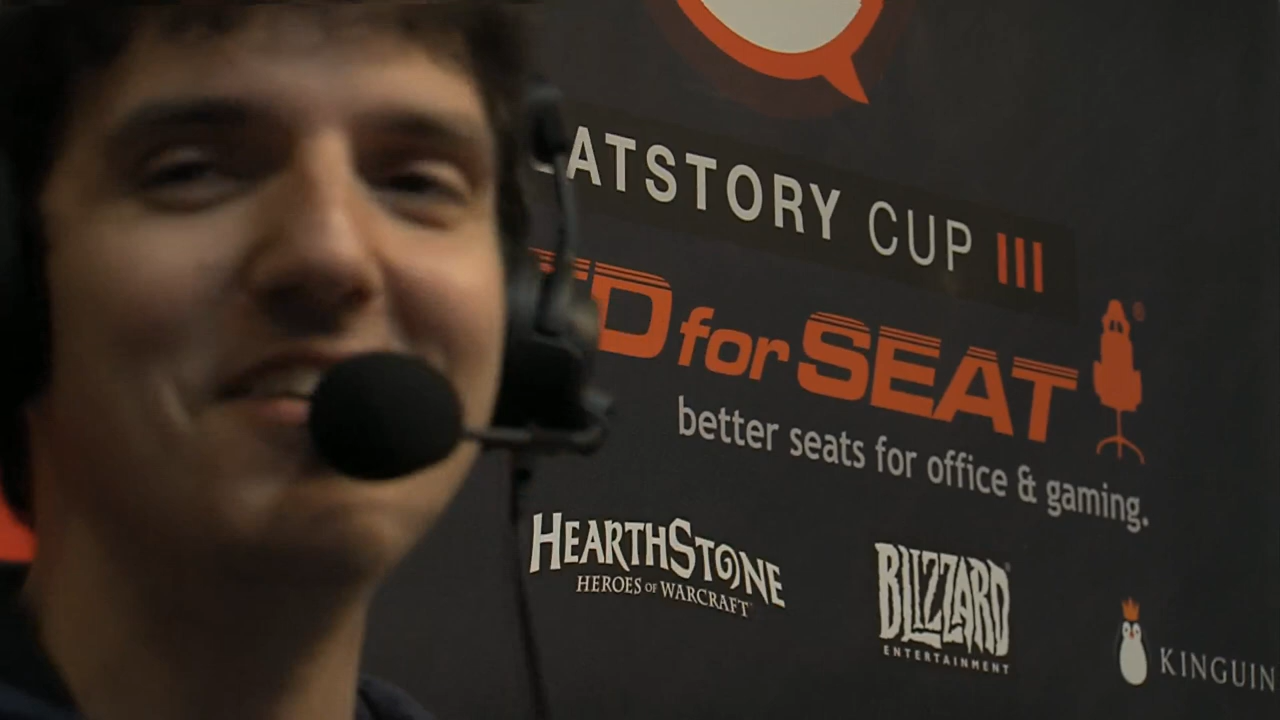 ATSTORY CUP III
D for SEAT ®
better seats for office & gaming.
HEARTHSTONE
HEROES OF WARCRAFT
BLIZZARD
ENTERTAINMENT
KINGUIN